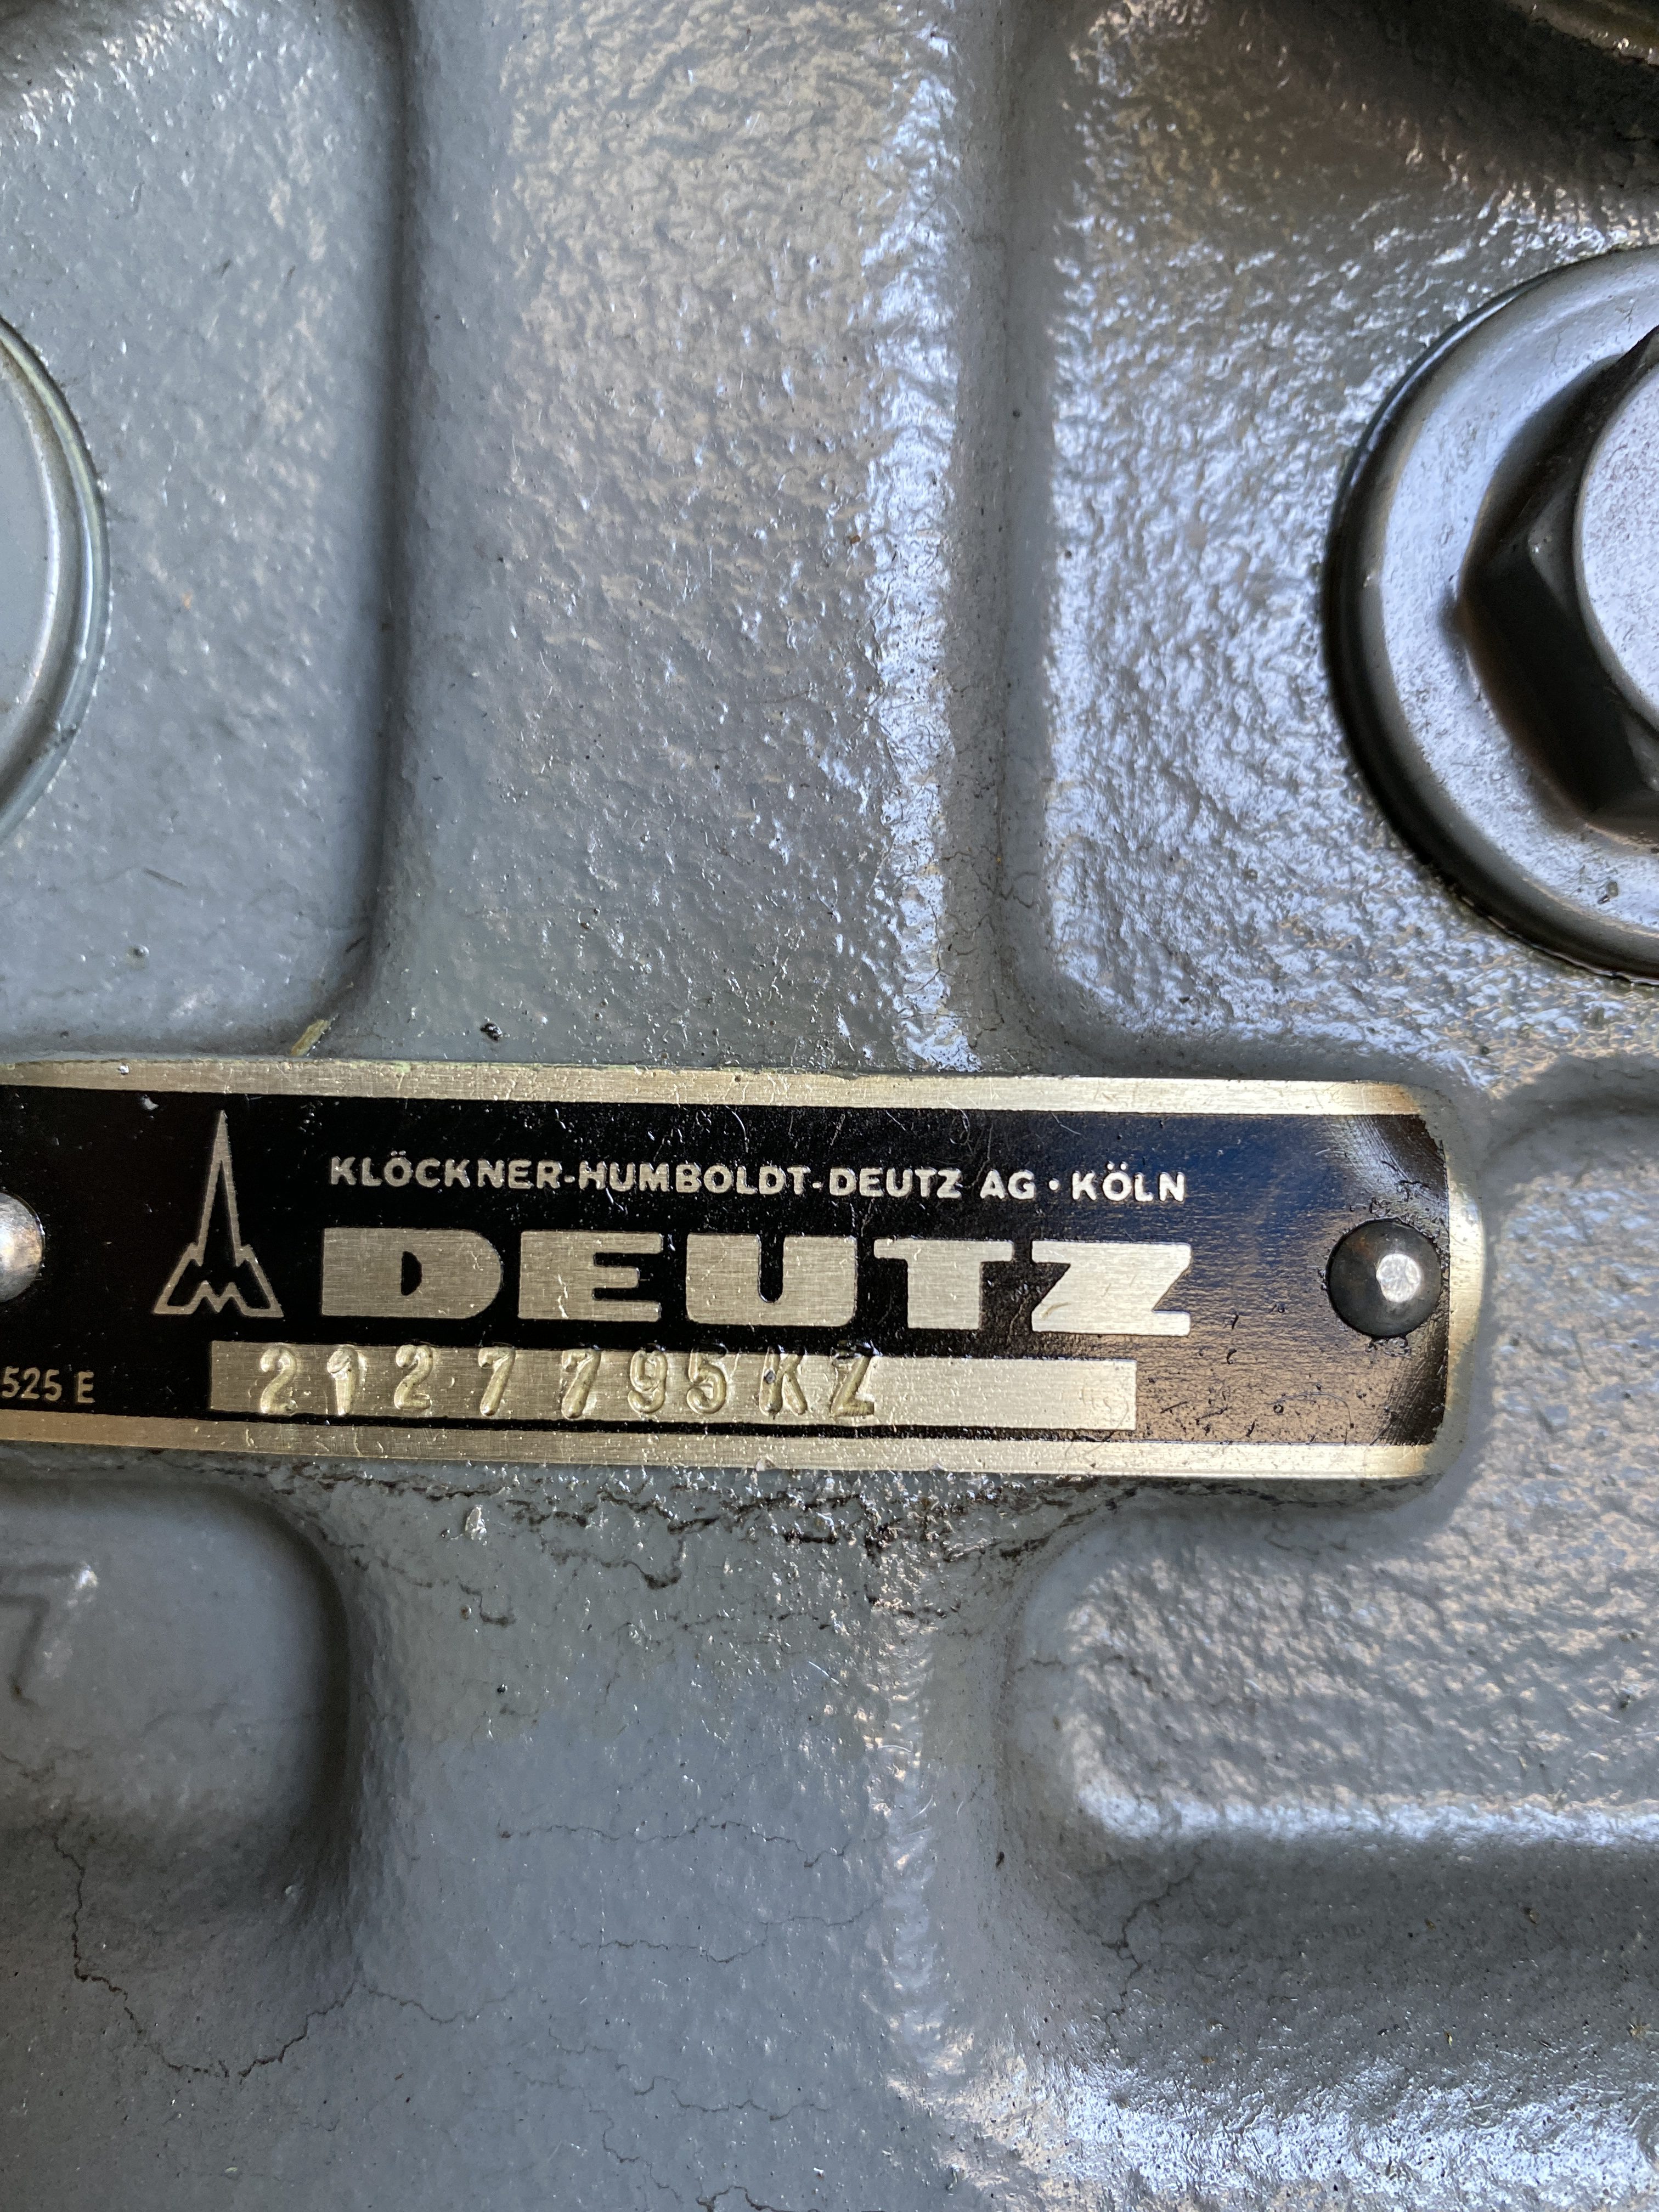 KLÖCKNER-HUMBOLDT-DEUTZ AG · KÖLN
DEUTZ
525 E
2127795KZ